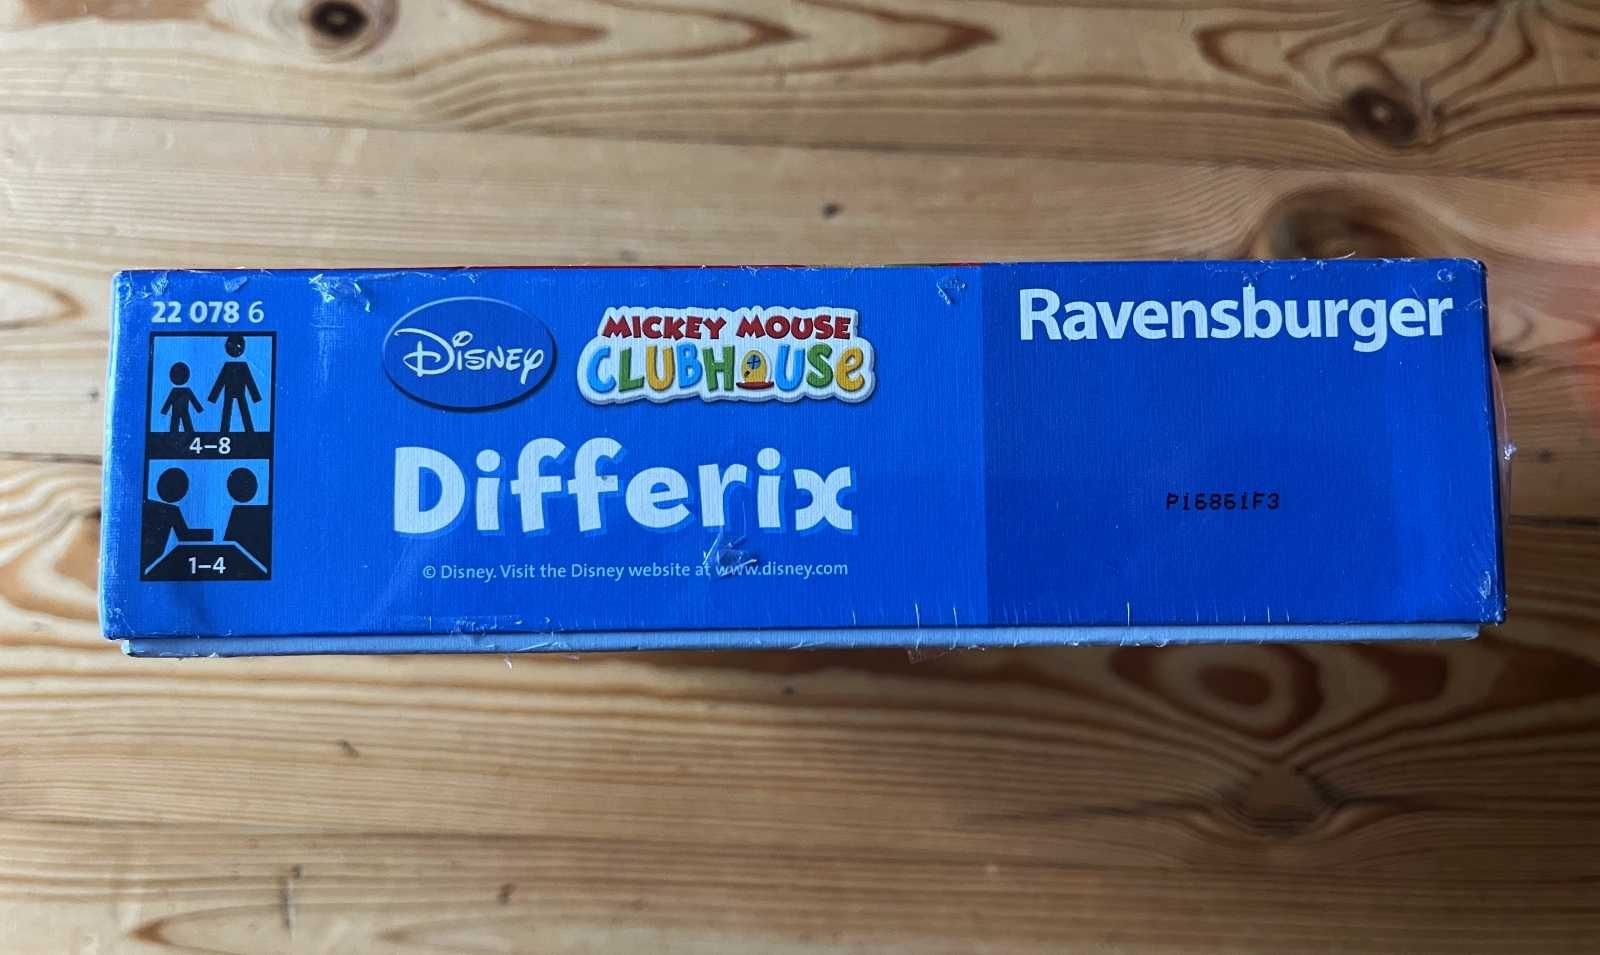 22 078 6
4–8
1–4
Disney
MICKEY MOUSE
CLUBHOUSE
Differix
© Disney. Visit the Disney website at www.disney.com
Ravensburger
P16861F3